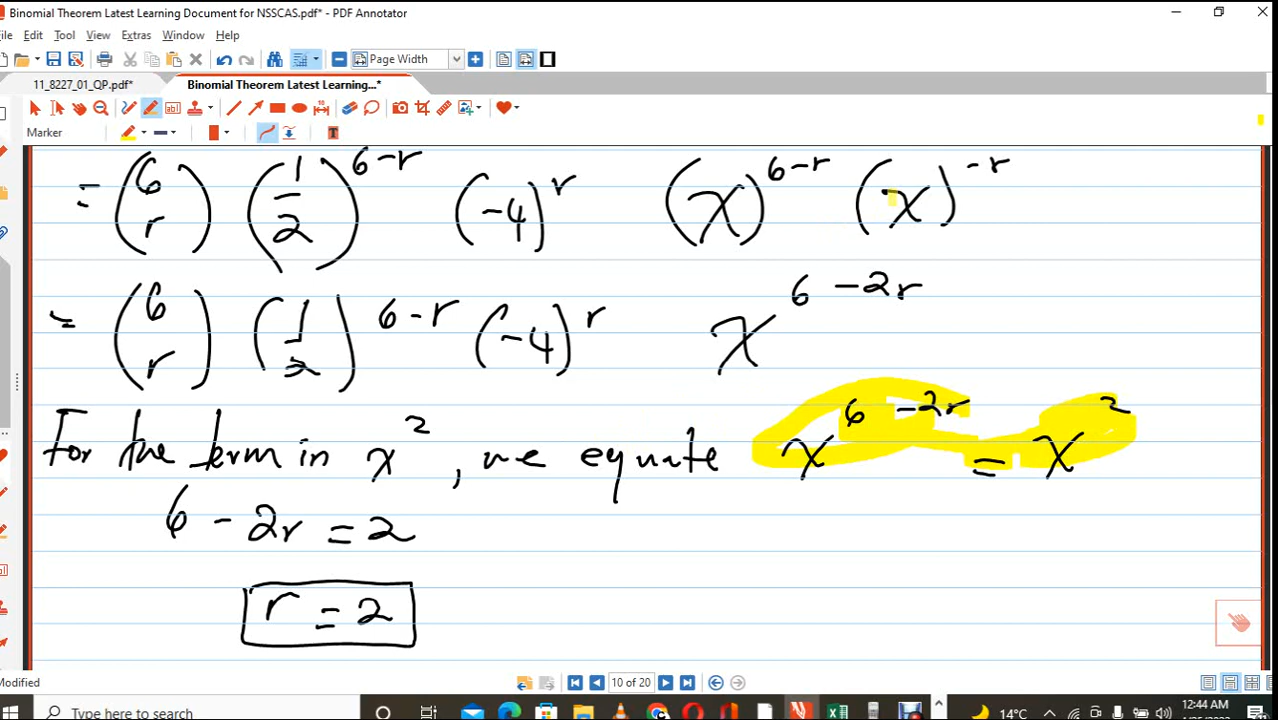 Binomial Theorem Latest Learning Document for NSSCAS.pdf* - PDF Annotator
ile Edit Tool View Extras Window Help
Page Width
11_8227_01_QP.pdf* Binomial Theorem Latest Learning...*
Marker
= (6 r) (1/2)^6-r (-4)^r (x)^6-r (x)^-r
= (6 r) (1/2)^6-r (-4)^r x^6-2r
For the term in x^2, we equate x^6-2r = x^2
6 - 2r = 2
r = 2
10 of 20
Modified
Type here to search 14°C 12:44 AM